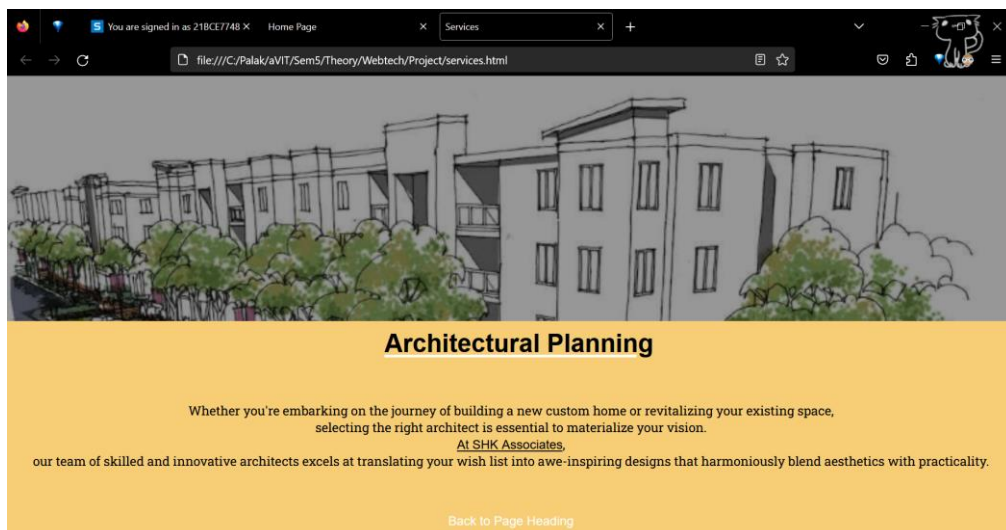 You are signed in as 21BCE7748
Home Page
Services
file:///C:/Palak/aVIT/Sem5/Theory/Webtech/Project/services.html
Architectural Planning
Whether you're embarking on the journey of building a new custom home or revitalizing your existing space,
selecting the right architect is essential to materialize your vision.
At SHK Associates,
our team of skilled and innovative architects excels at translating your wish list into awe-inspiring designs that harmoniously blend aesthetics with practicality.
Back to Page Heading